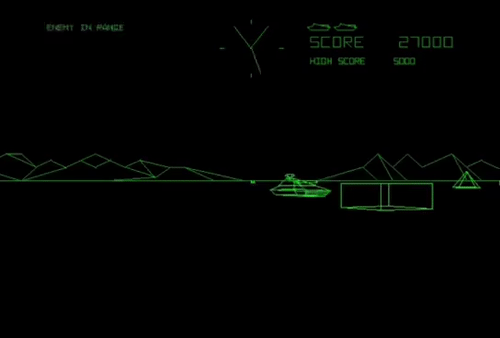 ENEMY IN RANGE
SCORE 27000
HIGH SCORE 5000